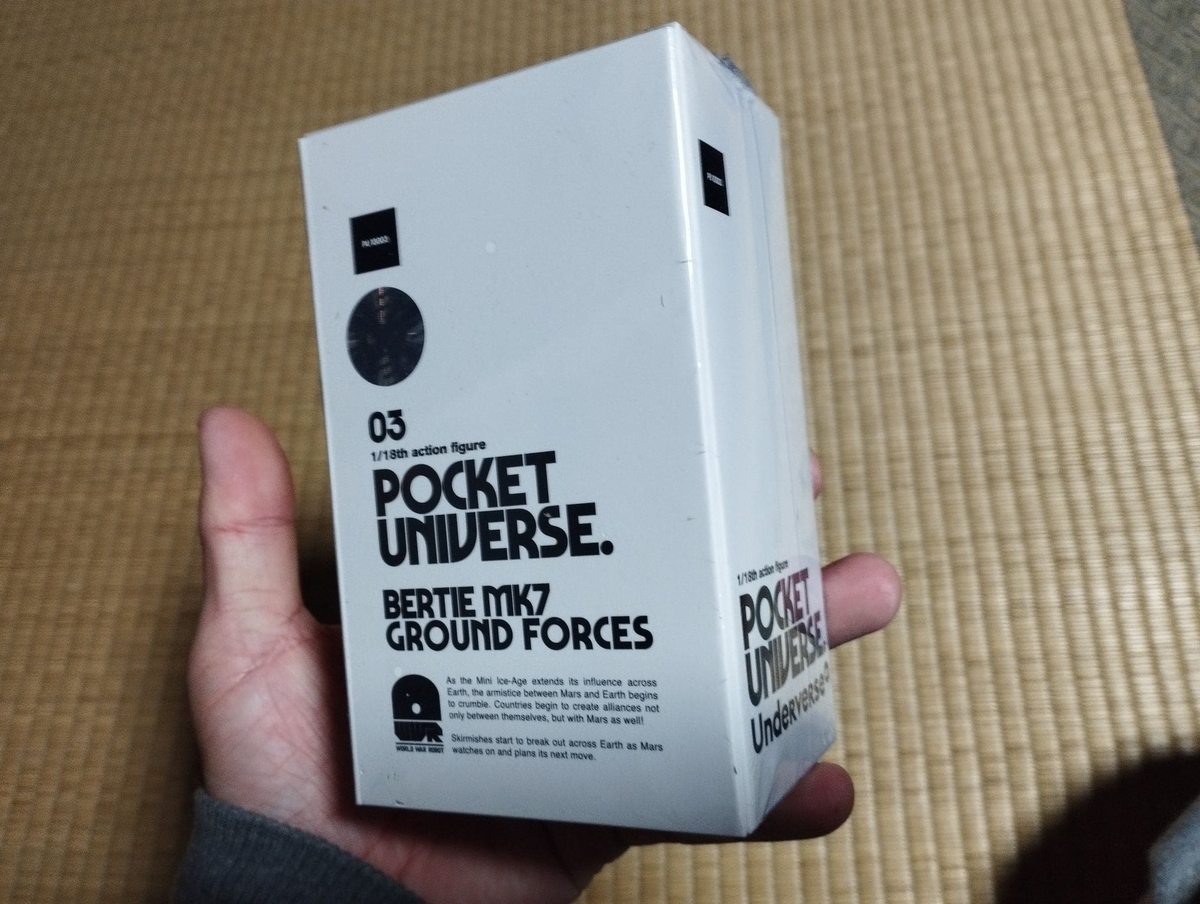 03
1/18th action figure
POCKET
UNIVERSE.
BERTIE MK7
GROUND FORCES
As the Mini Ice-Age extends its influence across
Earth, the armistice between Mars and Earth begins
to crumble. Countries begin to create alliances not
only between themselves, but with Mars as well!
Skirmishes start to break out across Earth as Mars
watches on and plans its next move.
WWR
WORLD WAR ROBOT
1/18th action figure
POCKET
UNIVERSE.
Underverse